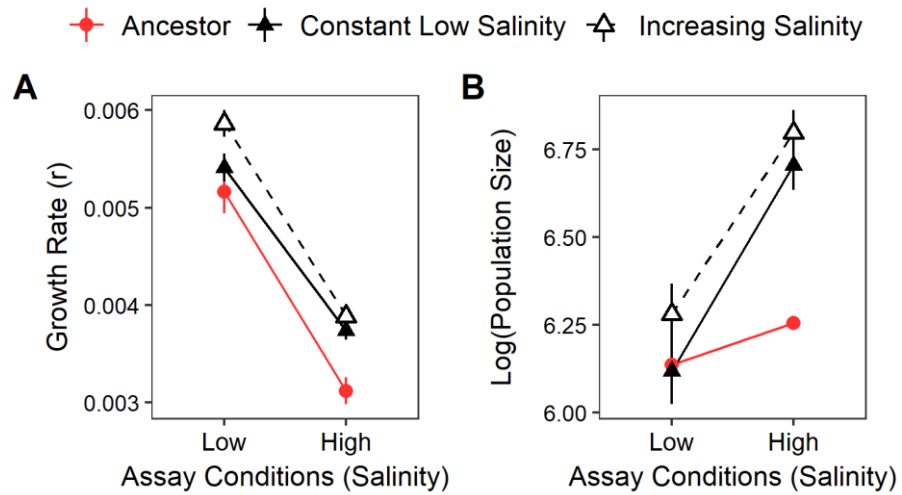 Ancestor Constant Low Salinity Increasing Salinity
A
0.006
0.005
0.004
0.003
Growth Rate (r)
Low High
Assay Conditions (Salinity)
B
6.75
6.50
6.25
6.00
Log(Population Size)
Low High
Assay Conditions (Salinity)